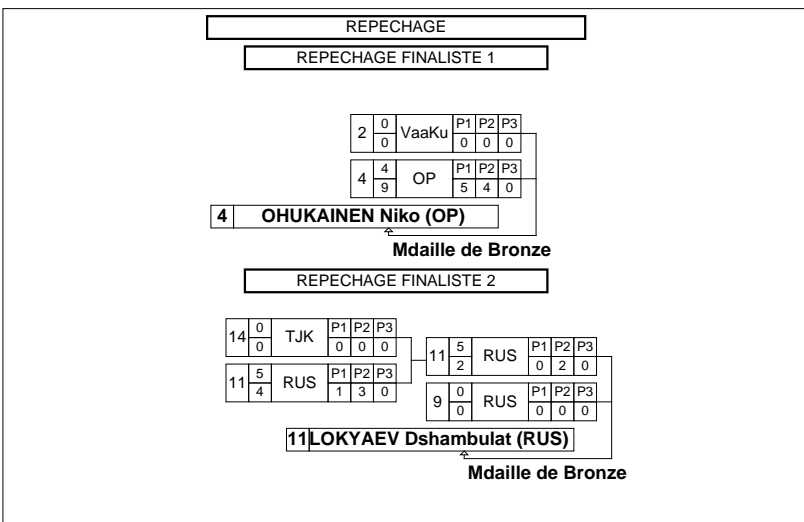 REPECHAGE
REPECHAGE FINALISTE 1
2 0 VaaKu P1 P2 P3
0 0 0 0
4 4 OP P1 P2 P3
9 5 4 0
4 OHUKAINEN Niko (OP)
Mdaille de Bronze
REPECHAGE FINALISTE 2
14 0 TJK P1 P2 P3
0 0 0 0
11 5 RUS P1 P2 P3
4 1 3 0
11 5 RUS P1 P2 P3
2 0 2 0
9 0 RUS P1 P2 P3
0 0 0 0
11 LOKYAEV Dshambulat (RUS)
Mdaille de Bronze